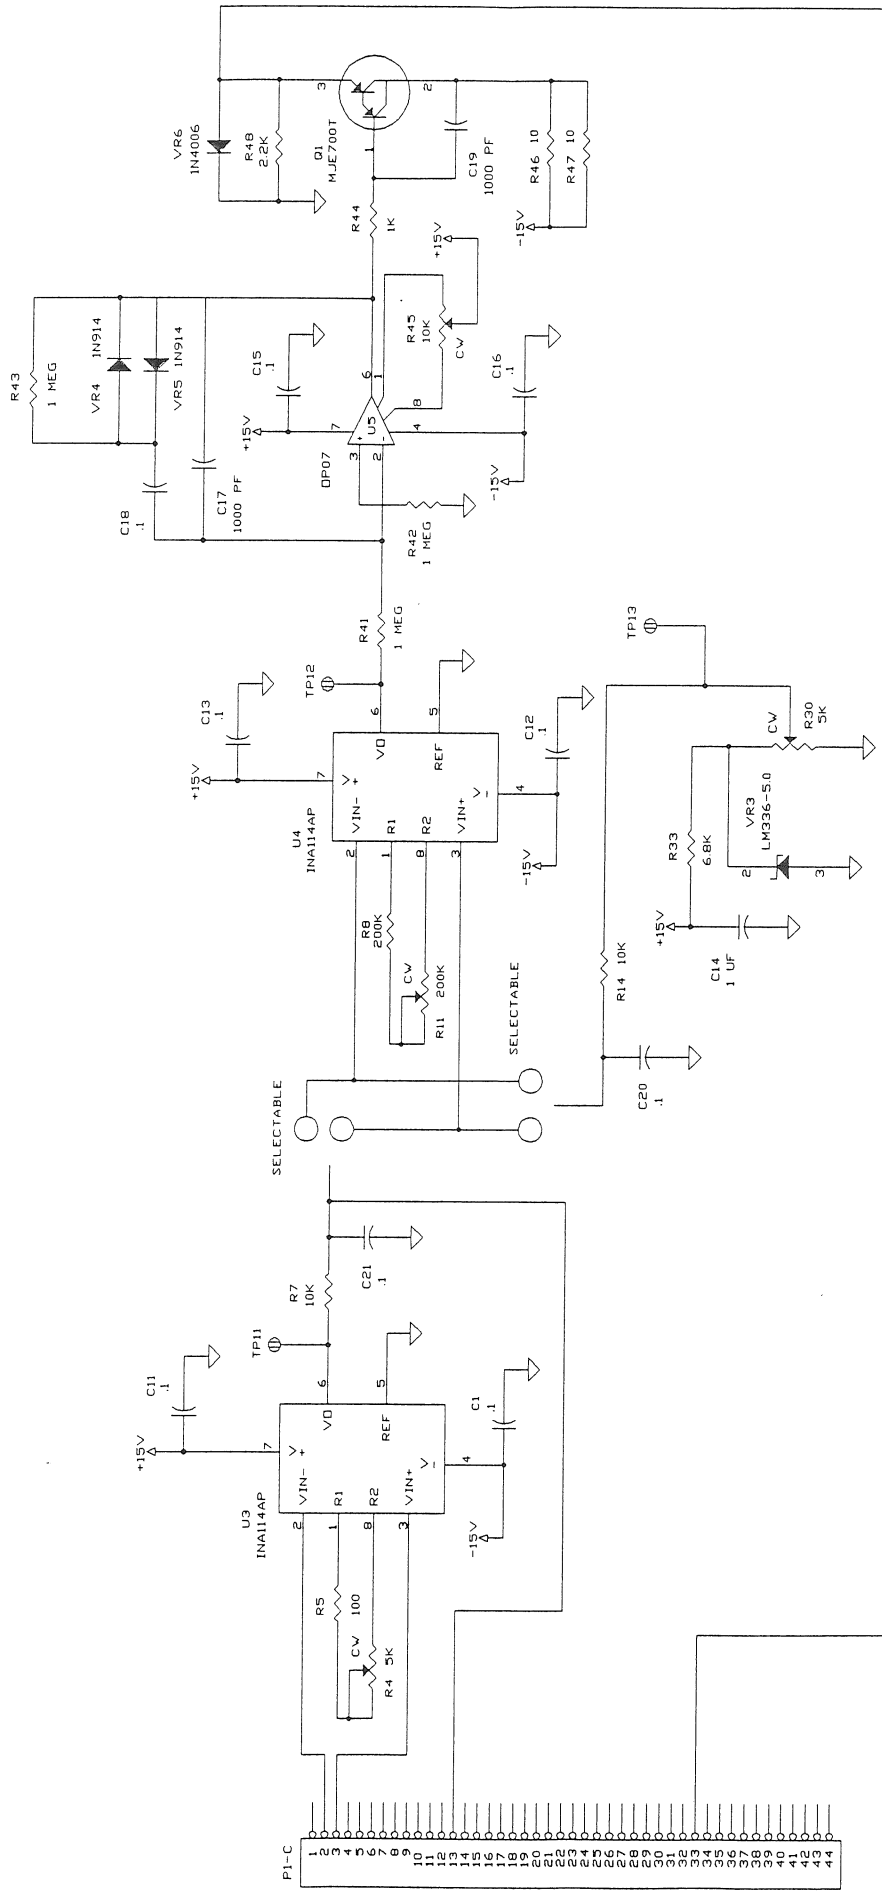 P1-C
1
2
3
4
5
6
7
8
9
10
11
12
13
14
15
16
17
18
19
20
21
22
23
24
25
26
27
28
29
30
31
32
33
34
35
36
37
38
39
40
41
42
43
44
R5
100
CW
R4 5K
U3
INA114AP
2
1
8
3
VIN-
R1
R2
VIN+
V
+
V
-
VO
REF
7
4
6
5
+15V
-15V
C11
.1
C1
.1
TP11
R7
10K
C21
.1
SELECTABLE
SELECTABLE
R8
200K
CW
R11
200K
U4
INA114AP
2
1
8
3
VIN-
R1
R2
VIN+
V
+
V
-
VO
REF
7
4
6
5
+15V
-15V
C13
.1
C12
.1
TP12
R41
1 MEG
C20
.1
R14 10K
C14
1 UF
+15V
R33
6.8K
VR3
LM336-5.0
2
3
CW
R30
5K
TP13
R42
1 MEG
C18
.1
C17
1000 PF
R43
1 MEG
VR4
1N914
VR5
1N914
OP07
U5
3
2
+
-
7
4
6
1
8
+15V
-15V
C15
.1
C16
.1
R45
10K
CW
+15V
R44
1K
VR6
1N4006
R48
2.2K
Q1
MJE700T
1
2
3
C19
1000 PF
-15V
R46 10
R47 10